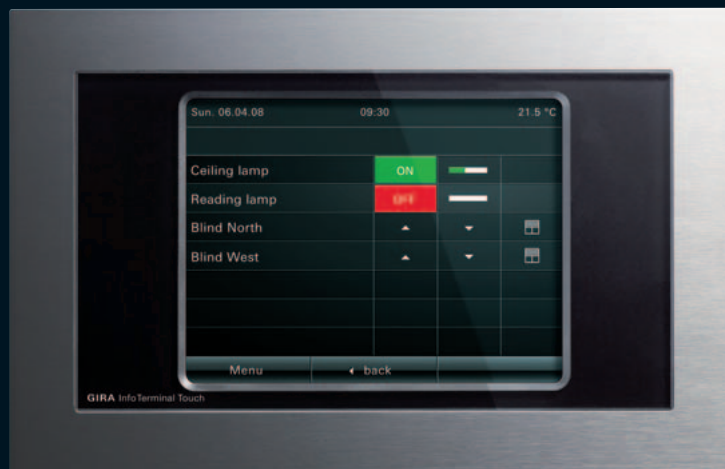 Sun. 06.04.08 09:30 21.5 °C
Ceiling lamp ON
Reading lamp OFF
Blind North
Blind West
Menu back
GIRA InfoTerminal Touch